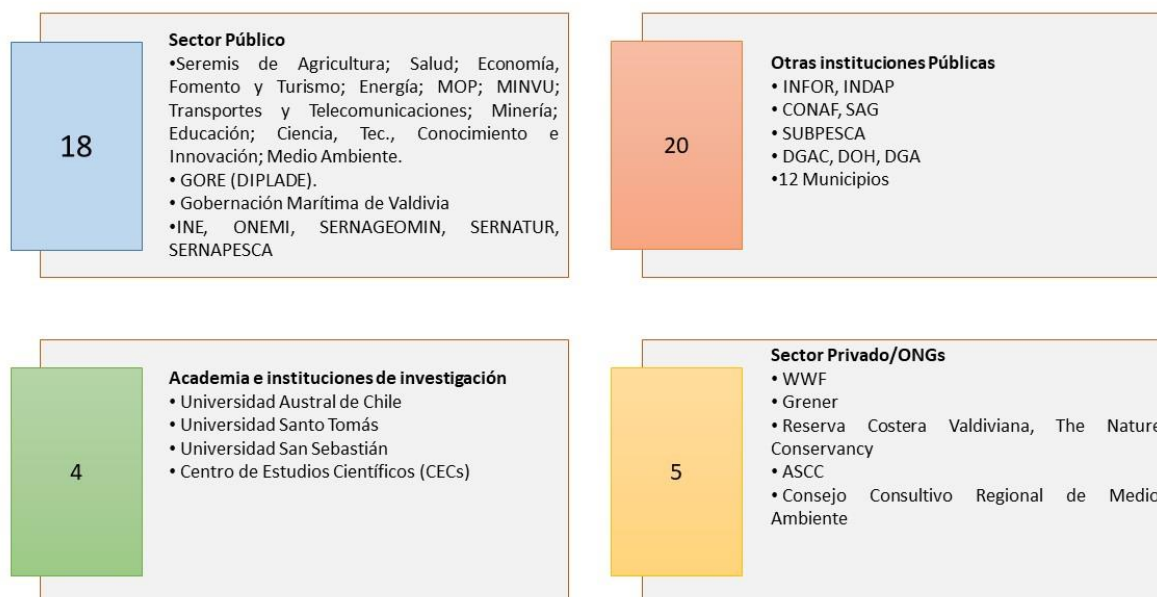 18
Sector Público
•Seremis de Agricultura; Salud; Economía,
Fomento y Turismo; Energía; MOP; MINVU;
Transportes y Telecomunicaciones; Minería;
Educación; Ciencia, Tec., Conocimiento e
Innovación; Medio Ambiente.
• GORE (DIPLADE).
• Gobernación Marítima de Valdivia
•INE, ONEMI, SERNAGEOMIN, SERNATUR,
SERNAPESCA
20
Otras instituciones Públicas
• INFOR, INDAP
• CONAF, SAG
• SUBPESCA
• DGAC, DOH, DGA
•12 Municipios
4
Academia e instituciones de investigación
• Universidad Austral de Chile
• Universidad Santo Tomás
• Universidad San Sebastián
• Centro de Estudios Científicos (CECs)
5
Sector Privado/ONGs
• WWF
• Grener
• Reserva Costera Valdiviana, The Nature
Conservancy
• ASCC
• Consejo Consultivo Regional de Medio
Ambiente